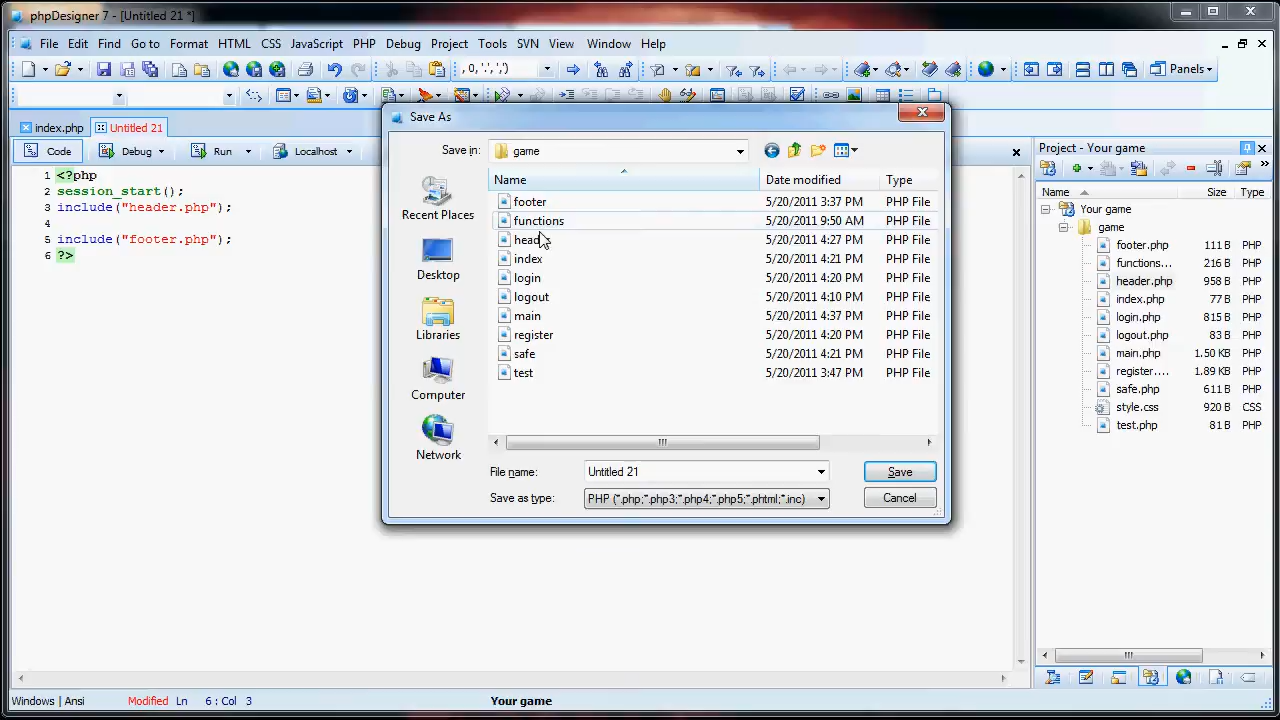 phpDesigner 7 - [Untitled 21 *]
File Edit Find Go to Format HTML CSS JavaScript PHP Debug Project Tools SVN View Window Help
, 0,'.','.')
Panels
index.php Untitled 21
Code Debug Run Localhost
1 <?php
2 session_start();
3 include("header.php");
4
5 include("footer.php");
6 ?>
Save As
Save in: game
Recent Places
Desktop
Libraries
Computer
Network
Name Date modified Type
footer 5/20/2011 3:37 PM PHP File
functions 5/20/2011 9:50 AM PHP File
header 5/20/2011 4:27 PM PHP File
index 5/20/2011 4:21 PM PHP File
login 5/20/2011 4:20 PM PHP File
logout 5/20/2011 4:10 PM PHP File
main 5/20/2011 4:37 PM PHP File
register 5/20/2011 4:20 PM PHP File
safe 5/20/2011 4:21 PM PHP File
test 5/20/2011 3:47 PM PHP File
File name: Untitled 21
Save
Save as type: PHP (*.php;*.php3;*.php4;*.php5;*.phtml;*.inc)
Cancel
Project - Your game
Name Size Type
Your game
game
footer.php 111 B PHP
functions... 216 B PHP
header.php 958 B PHP
index.php 77 B PHP
login.php 815 B PHP
logout.php 83 B PHP
main.php 1.50 KB PHP
register.... 1.89 KB PHP
safe.php 611 B PHP
style.css 920 B CSS
test.php 81 B PHP
Windows | Ansi Modified Ln 6 : Col 3 Your game